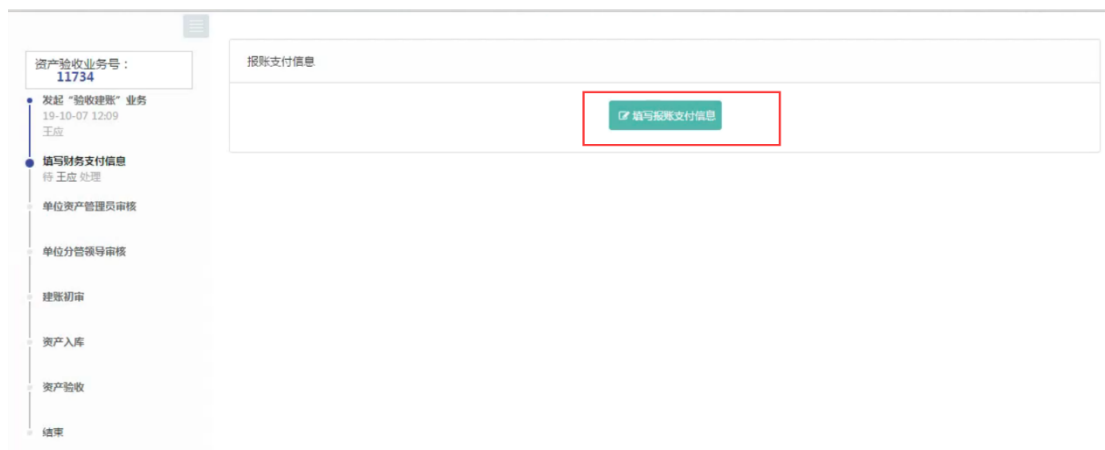 资产验收业务号：
11734
发起“验收建账”业务
19-10-07 12:09
王应
填写财务支付信息
待 王应 处理
单位资产管理员审核
单位分管领导审核
建账初审
资产入库
资产验收
结束
报账支付信息
填写报账支付信息